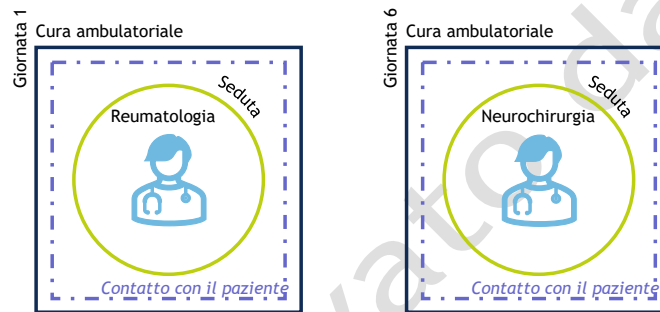 Giornata 1
Cura ambulatoriale
Seduta
Reumatologia
Contatto con il paziente
Giornata 6
Cura ambulatoriale
Seduta
Neurochirurgia
Contatto con il paziente